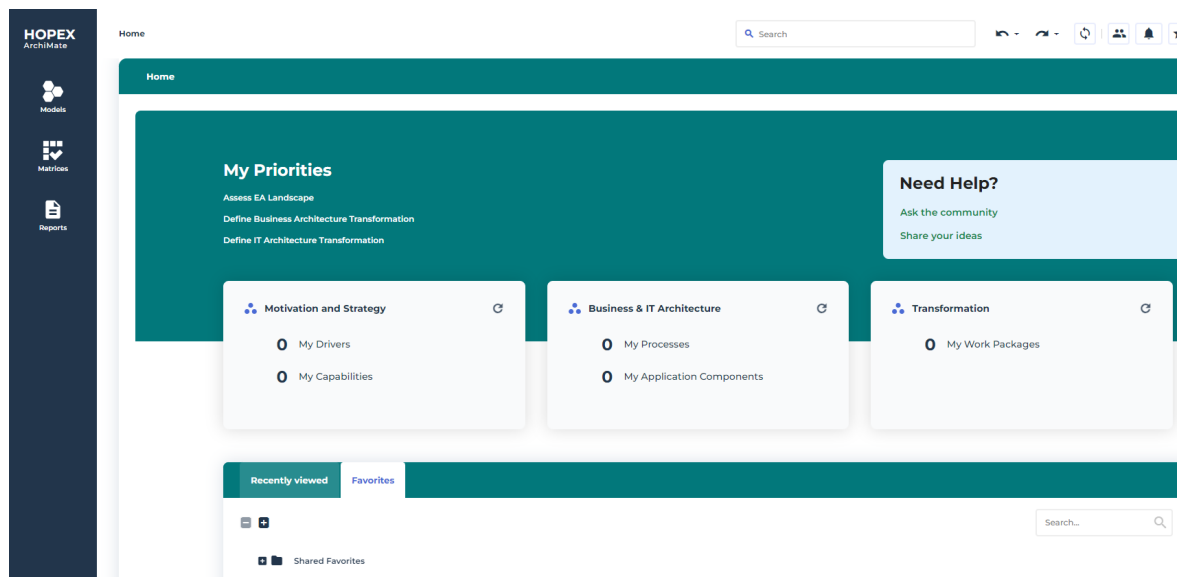 HOPEX
ArchiMate
Home
Search
Models
Matrices
Reports
Home
My Priorities
Assess EA Landscape
Define Business Architecture Transformation
Define IT Architecture Transformation
Need Help?
Ask the community
Share your ideas
Motivation and Strategy
0 My Drivers
0 My Capabilities
Business & IT Architecture
0 My Processes
0 My Application Components
Transformation
0 My Work Packages
Recently viewed
Favorites
Search...
Shared Favorites